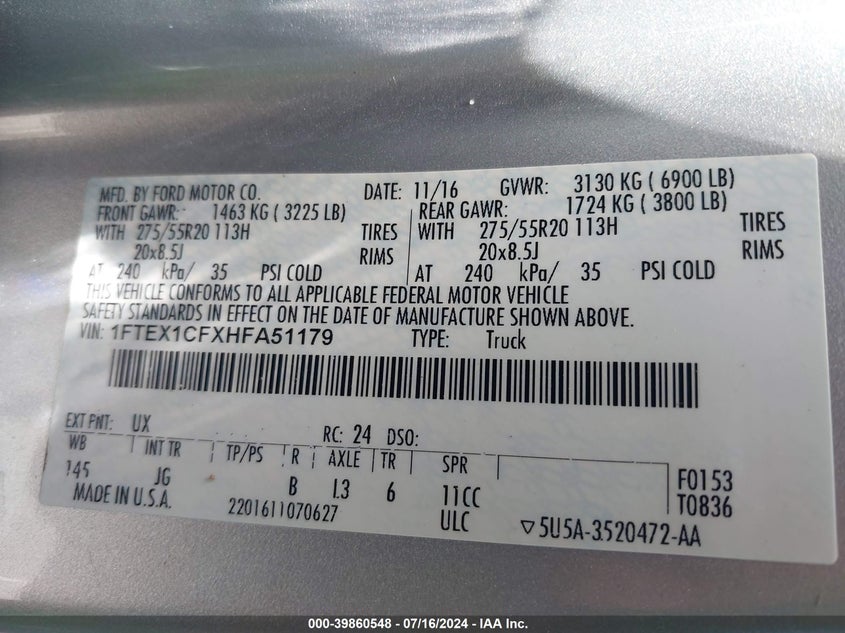 MFD. BY FORD MOTOR CO. DATE: 11/16 GVWR: 3130 KG ( 6900 LB)
FRONT GAWR: 1463 KG ( 3225 LB) REAR GAWR: 1724 KG ( 3800 LB)
WITH 275/55R20 113H TIRES WITH 275/55R20 113H TIRES
20x8.5J RIMS 20x8.5J RIMS
AT 240 kPa/ 35 PSI COLD AT 240 kPa/ 35 PSI COLD
THIS VEHICLE CONFORMS TO ALL APPLICABLE FEDERAL MOTOR VEHICLE
SAFETY STANDARDS IN EFFECT ON THE DATE OF MANUFACTURE SHOWN ABOVE.
VIN: 1FTEX1CFXHFA51179 TYPE: Truck
EXT PNT: UX RC: 24 DSO:
WB INT TR TP/PS R AXLE TR SPR
145 JG B L3 6 11CC F0153
MADE IN U.S.A. 2201611070627 ULC T0836
▽5U5A-3520472-AA
000-39860548 - 07/16/2024 - IAA Inc.